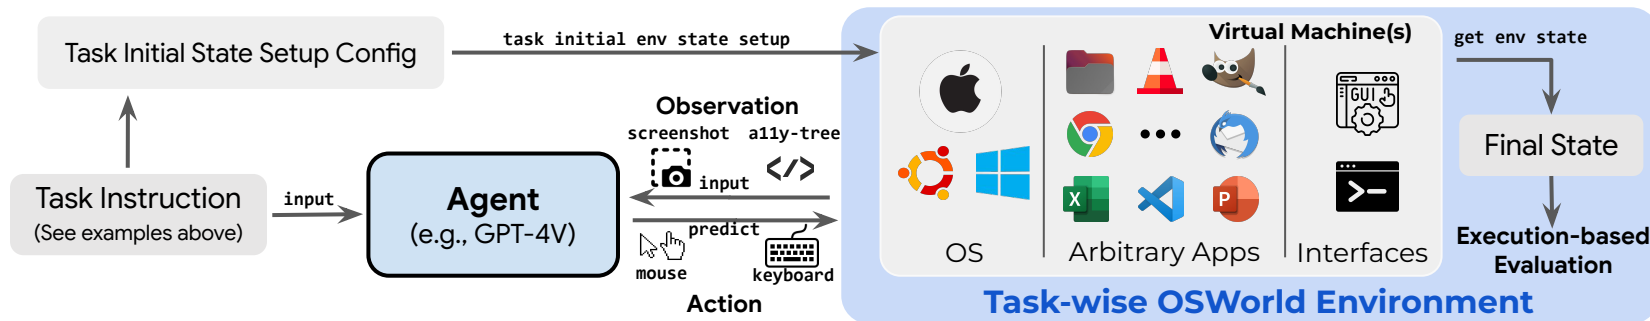 Task Initial State Setup Config
task initial env state setup
Virtual Machine(s)
get env state
Observation
screenshot a11y-tree
</>
GUI
Final State
Task Instruction
(See examples above)
input
Agent
(e.g., GPT-4V)
input
predict
mouse
keyboard
Action
X
P
>-
OS
Arbitrary Apps
Interfaces
Execution-based
Evaluation
Task-wise OSWorld Environment